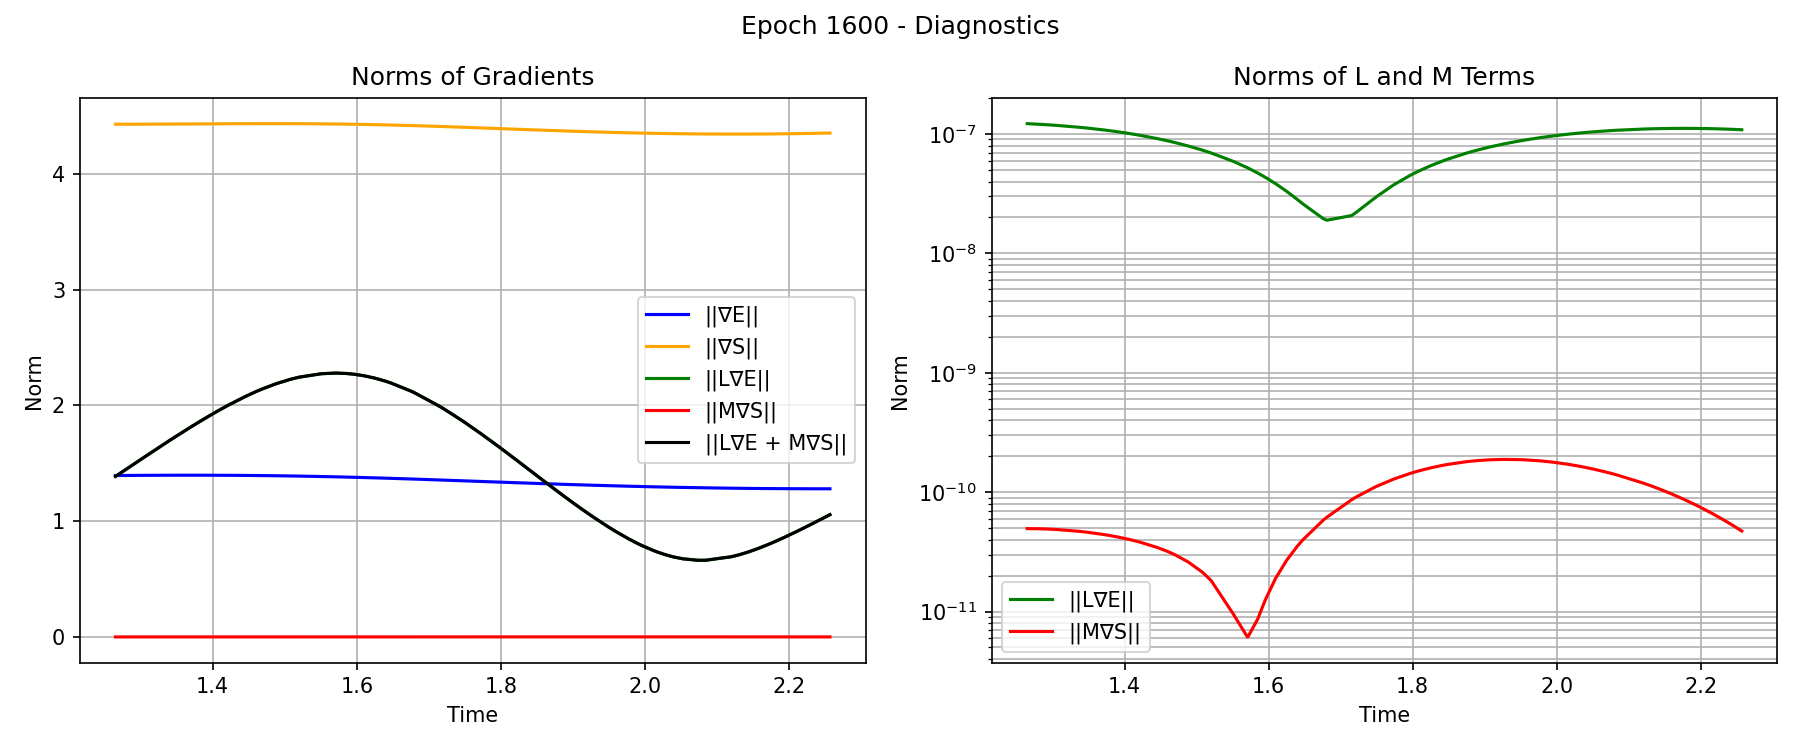 Epoch 1600 - Diagnostics
Norms of Gradients
Norm
4
3
2
1
0
||∇E||
||∇S||
||L∇E||
||M∇S||
||L∇E + M∇S||
1.4 1.6 1.8 2.0 2.2
Time
Norms of L and M Terms
Norm
10⁻⁷
10⁻⁸
10⁻⁹
10⁻¹⁰
10⁻¹¹
||L∇E||
||M∇S||
1.4 1.6 1.8 2.0 2.2
Time